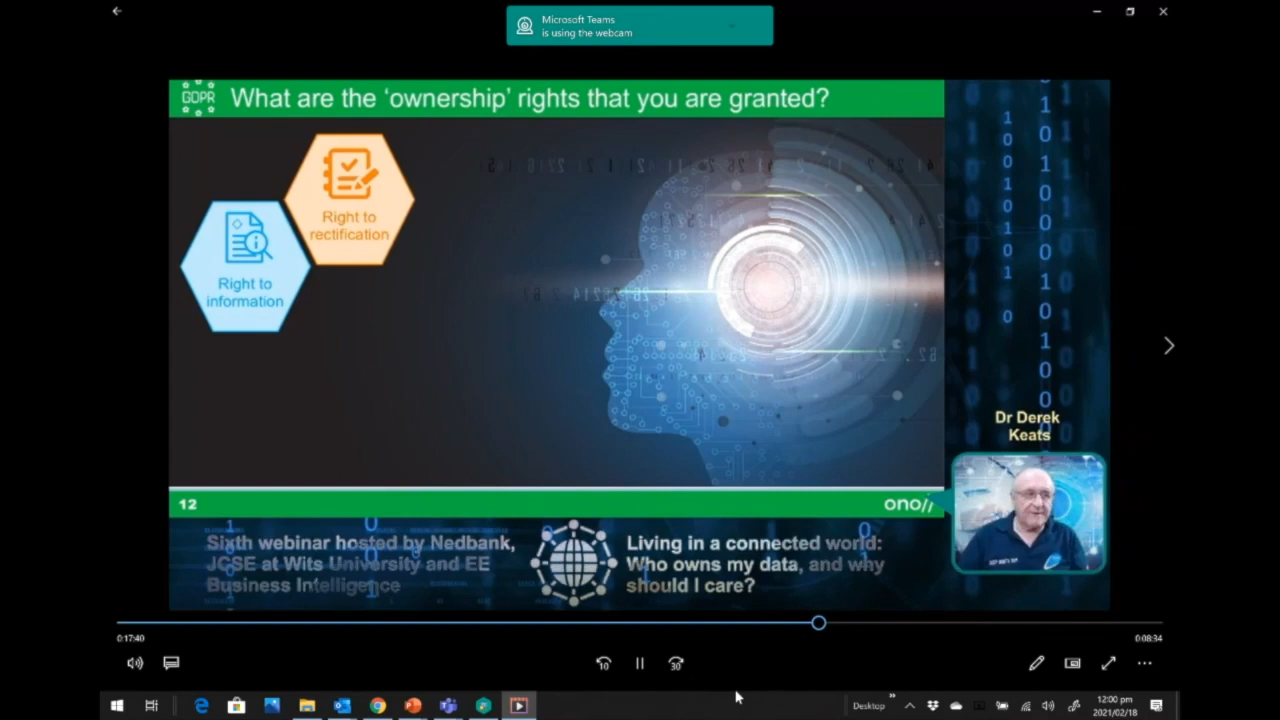 Microsoft Teams
is using the webcam
GDPR
What are the ‘ownership’ rights that you are granted?
Right to
rectification
Right to
information
Dr Derek
Keats
12
ono//
Sixth webinar hosted by Nedbank,
JCSE at Wits University and EE
Business Intelligence
Living in a connected world:
Who owns my data, and why
should I care?
0:17:40
0:08:34
10
30
Desktop
12:00 pm
2021/02/18